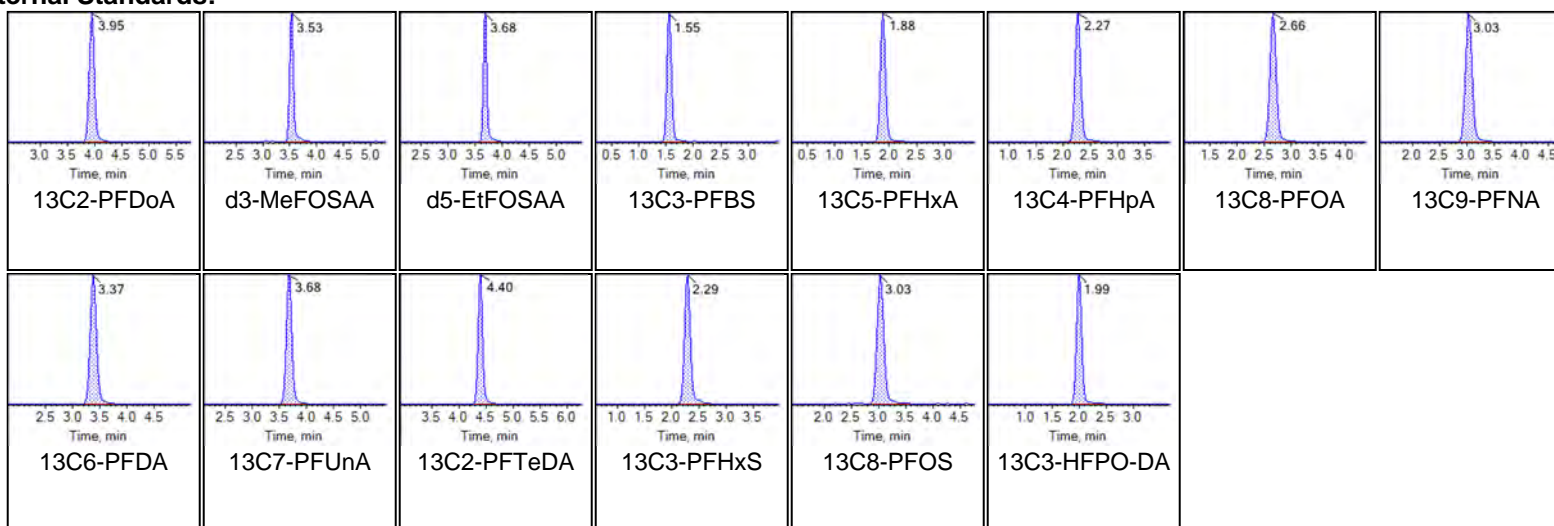 ternal Standards:
3.95 3.53 3.68 1.55 1.88 2.27 2.66 3.03
3.0 3.5 4.0 4.5 5.0 5.5 2.5 3.0 3.5 4.0 4.5 5.0 2.5 3.0 3.5 4.0 4.5 5.0 0.5 1.0 1.5 2.0 2.5 3.0 0.5 1.0 1.5 2.0 2.5 3.0 1.0 1.5 2.0 2.5 3.0 3.5 1.5 2.0 2.5 3.0 3.5 4.0 2.0 2.5 3.0 3.5 4.0 4.5
Time, min Time, min Time, min Time, min Time, min Time, min Time, min Time, min
13C2-PFDoA d3-MeFOSAA d5-EtFOSAA 13C3-PFBS 13C5-PFHxA 13C4-PFHpA 13C8-PFOA 13C9-PFNA
3.37 3.68 4.40 2.29 3.03 1.99
2.5 3.0 3.5 4.0 4.5 2.5 3.0 3.5 4.0 4.5 5.0 3.5 4.0 4.5 5.0 5.5 6.0 1.0 1.5 2.0 2.5 3.0 3.5 2.0 2.5 3.0 3.5 4.0 4.5 1.0 1.5 2.0 2.5 3.0
Time, min Time, min Time, min Time, min Time, min Time, min
13C6-PFDA 13C7-PFUnA 13C2-PFTeDA 13C3-PFHxS 13C8-PFOS 13C3-HFPO-DA